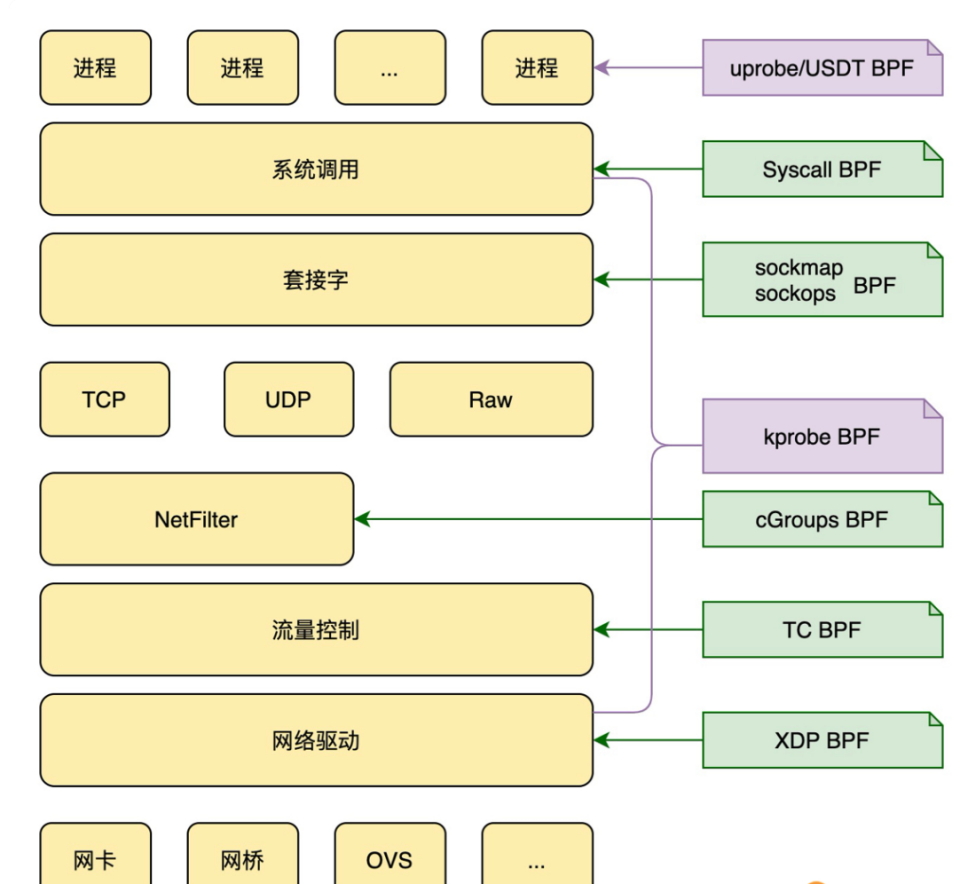 进程
进程
...
进程
uprobe/USDT BPF
系统调用
Syscall BPF
套接字
sockmap
sockops
BPF
TCP
UDP
Raw
kprobe BPF
NetFilter
cGroups BPF
流量控制
TC BPF
网络驱动
XDP BPF
网卡
网桥
OVS
...